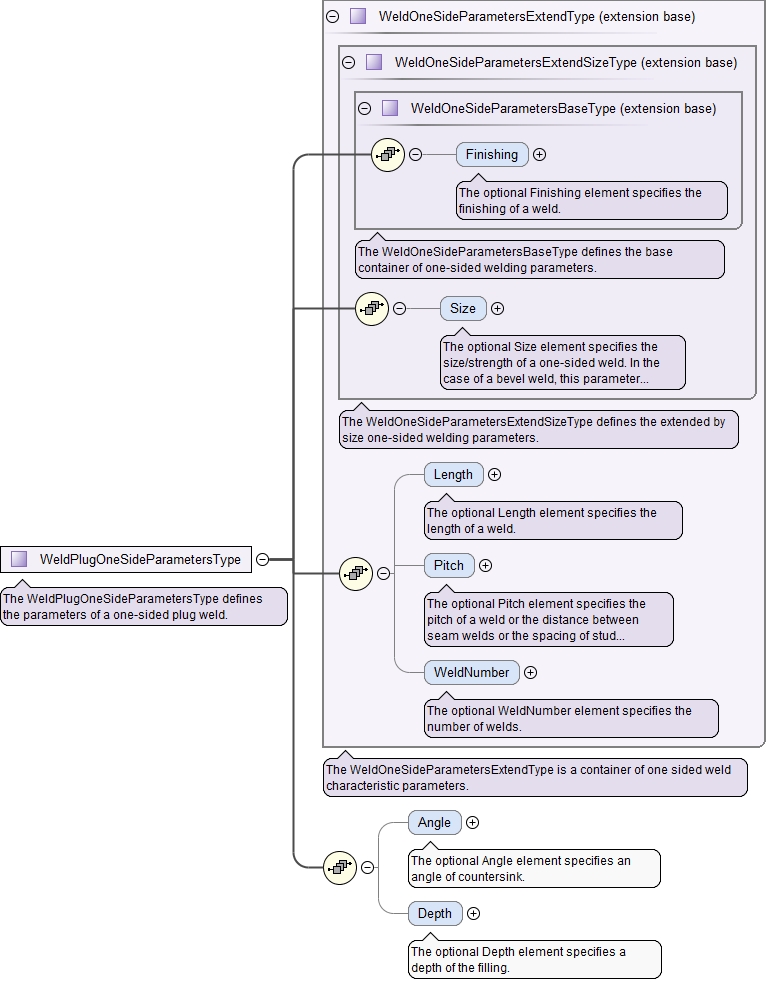 WeldOneSideParametersExtendType (extension base)
WeldOneSideParametersExtendSizeType (extension base)
WeldOneSideParametersBaseType (extension base)
Finishing
The optional Finishing element specifies the
finishing of a weld.
The WeldOneSideParametersBaseType defines the base
container of one-sided welding parameters.
Size
The optional Size element specifies the
size/strength of a one-sided weld. In the
case of a bevel weld, this parameter...
The WeldOneSideParametersExtendSizeType defines the extended by
size one-sided welding parameters.
Length
The optional Length element specifies the
length of a weld.
WeldPlugOneSideParametersType
The WeldPlugOneSideParametersType defines
the parameters of a one-sided plug weld.
Pitch
The optional Pitch element specifies the
pitch of a weld or the distance between
seam welds or the spacing of stud...
WeldNumber
The optional WeldNumber element specifies the
number of welds.
The WeldOneSideParametersExtendType is a container of one sided weld
characteristic parameters.
Angle
The optional Angle element specifies an
angle of countersink.
Depth
The optional Depth element specifies a
depth of the filling.